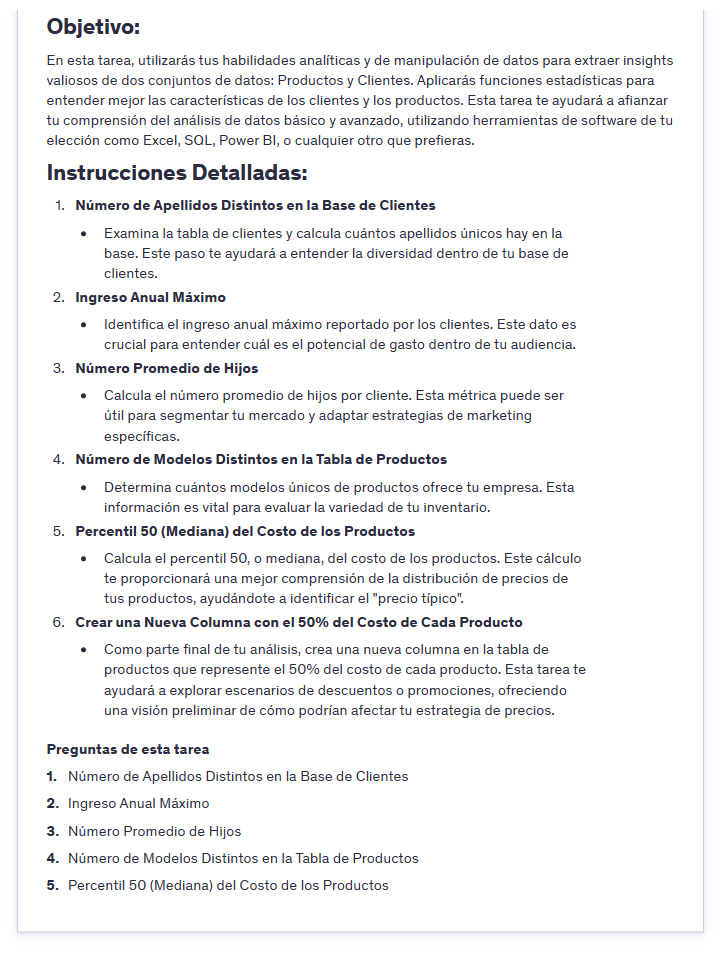 Objetivo:
En esta tarea, utilizarás tus habilidades analíticas y de manipulación de datos para extraer insights
valiosos de dos conjuntos de datos: Productos y Clientes. Aplicarás funciones estadísticas para
entender mejor las características de los clientes y los productos. Esta tarea te ayudará a afianzar
tu comprensión del análisis de datos básico y avanzado, utilizando herramientas de software de tu
elección como Excel, SQL, Power BI, o cualquier otro que prefieras.
Instrucciones Detalladas:
1. Número de Apellidos Distintos en la Base de Clientes
• Examina la tabla de clientes y calcula cuántos apellidos únicos hay en la
base. Este paso te ayudará a entender la diversidad dentro de tu base de
clientes.
2. Ingreso Anual Máximo
• Identifica el ingreso anual máximo reportado por los clientes. Este dato es
crucial para entender cuál es el potencial de gasto dentro de tu audiencia.
3. Número Promedio de Hijos
• Calcula el número promedio de hijos por cliente. Esta métrica puede ser
útil para segmentar tu mercado y adaptar estrategias de marketing
específicas.
4. Número de Modelos Distintos en la Tabla de Productos
• Determina cuántos modelos únicos de productos ofrece tu empresa. Esta
información es vital para evaluar la variedad de tu inventario.
5. Percentil 50 (Mediana) del Costo de los Productos
• Calcula el percentil 50, o mediana, del costo de los productos. Este cálculo
te proporcionará una mejor comprensión de la distribución de precios de
tus productos, ayudándote a identificar el "precio típico".
6. Crear una Nueva Columna con el 50% del Costo de Cada Producto
• Como parte final de tu análisis, crea una nueva columna en la tabla de
productos que represente el 50% del costo de cada producto. Esta tarea te
ayudará a explorar escenarios de descuentos o promociones, ofreciendo
una visión preliminar de cómo podrían afectar tu estrategia de precios.
Preguntas de esta tarea
1. Número de Apellidos Distintos en la Base de Clientes
2. Ingreso Anual Máximo
3. Número Promedio de Hijos
4. Número de Modelos Distintos en la Tabla de Productos
5. Percentil 50 (Mediana) del Costo de los Productos